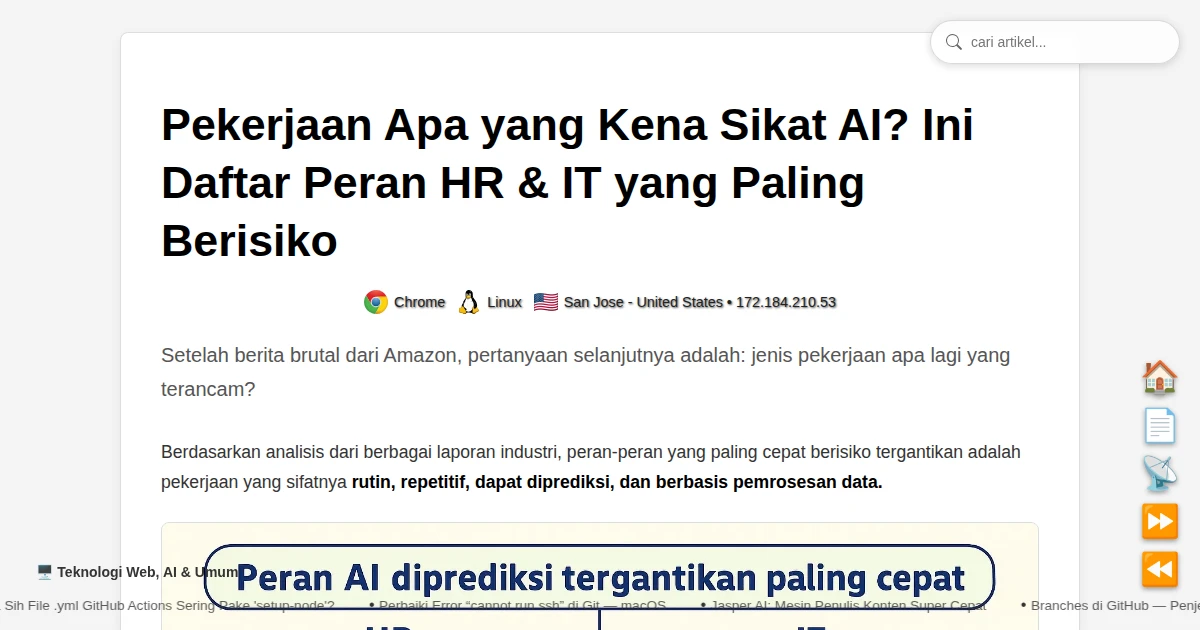 cari artikel...
Pekerjaan Apa yang Kena Sikat AI? Ini
Daftar Peran HR & IT yang Paling
Berisiko
Chrome Linux San Jose - United States • 172.184.210.53
Setelah berita brutal dari Amazon, pertanyaan selanjutnya adalah: jenis pekerjaan apa lagi yang
terancam?
Berdasarkan analisis dari berbagai laporan industri, peran-peran yang paling cepat berisiko tergantikan adalah
pekerjaan yang sifatnya rutin, repetitif, dapat diprediksi, dan berbasis pemrosesan data.
Peran AI diprediksi tergantikan paling cepat
Teknologi Web, AI & Umum
Sih File .yml GitHub Actions Sering Pake 'setup-node'? • Perbaiki Error “cannot run ssh” di Git — macOS • Jasper AI: Mesin Penulis Konten Super Cepat • Branches di GitHub —
HR IT